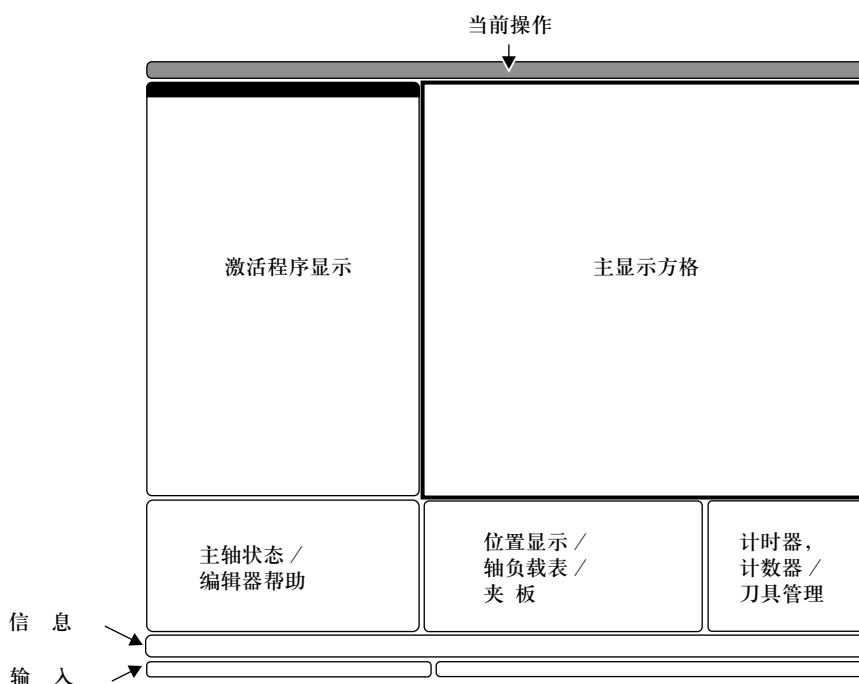 当前操作
激活程序显示
主显示方格
主轴状态 /
编辑器帮助
位置显示 /
轴负载表 /
夹 板
计时器，
计数器 /
刀具管理
信 息
输 入